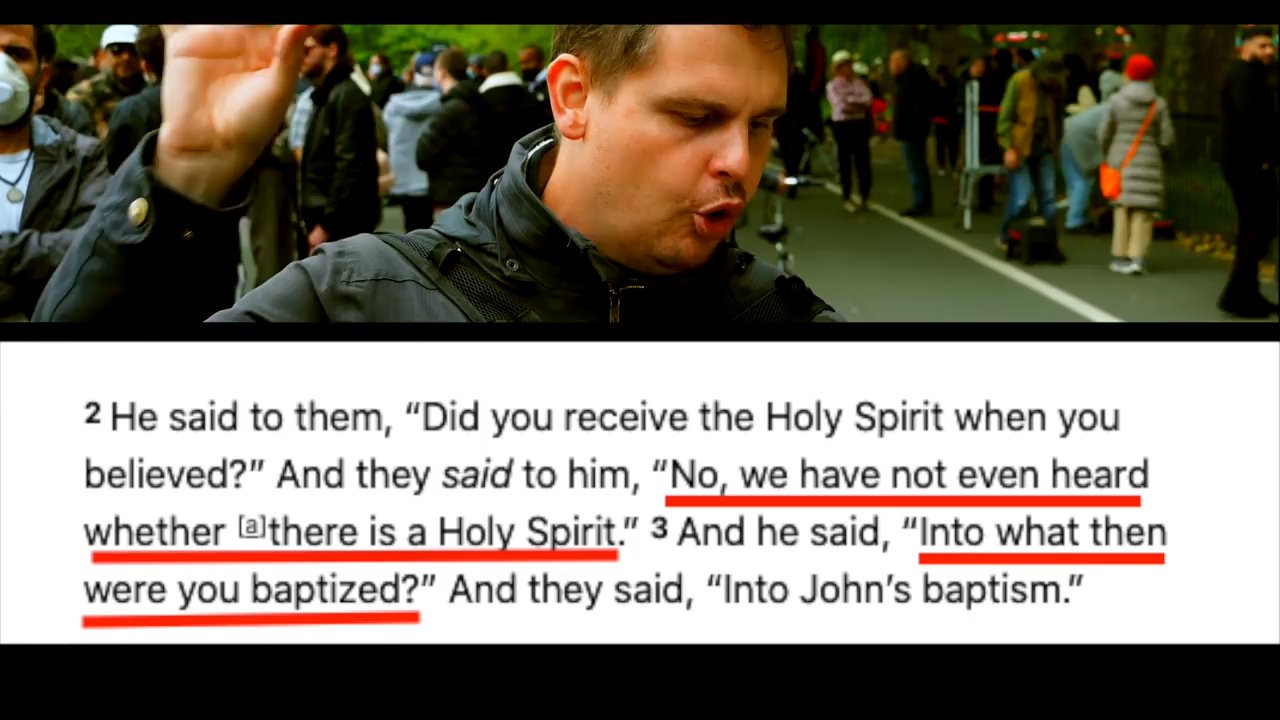 2 He said to them, “Did you receive the Holy Spirit when you
believed?” And they said to him, “No, we have not even heard
whether [a]there is a Holy Spirit.” 3 And he said, “Into what then
were you baptized?” And they said, “Into John’s baptism.”